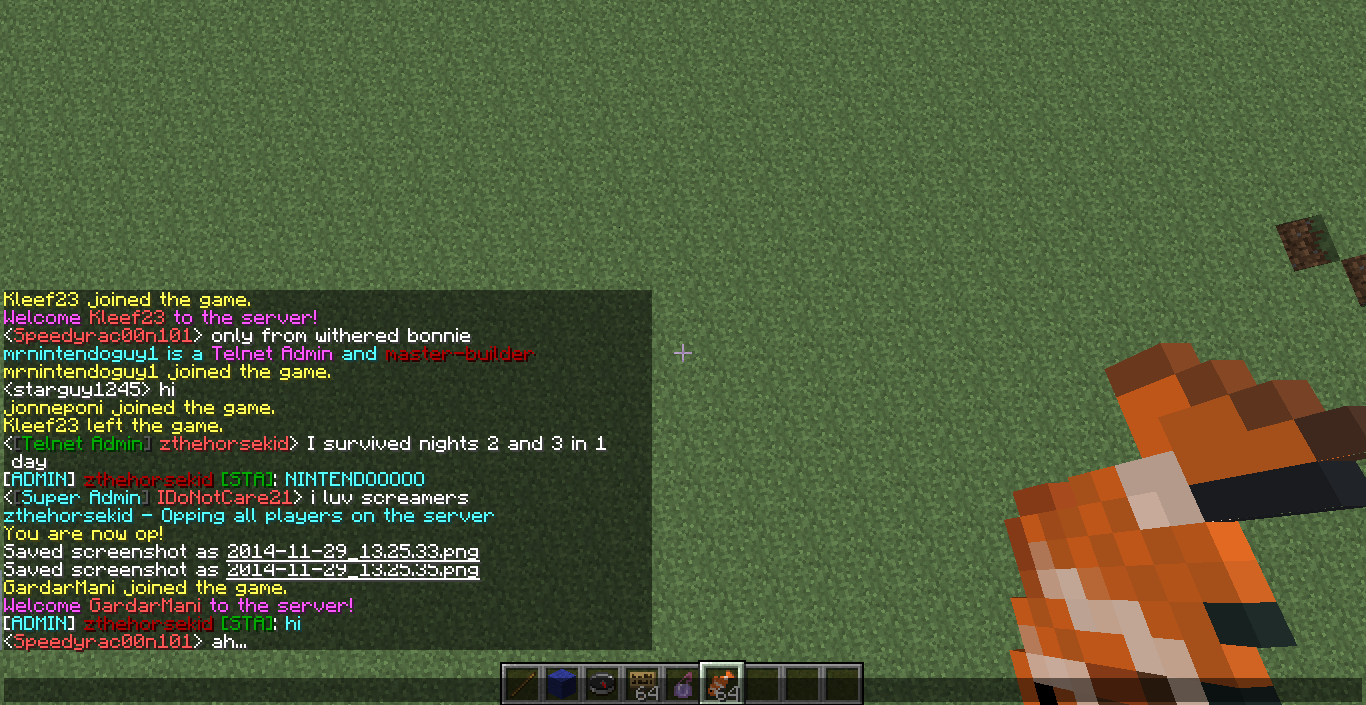 Kleef23 joined the game.
Welcome Kleef23 to the server!
<Speedyrac00n101> only from withered bonnie
mrnintendoguy1 is a Telnet Admin and master-builder
mrnintendoguy1 joined the game.
<starguy1245> hi
jonneponi joined the game.
Kleef23 left the game.
<[Telnet Admin] zthehorsekid> I survived nights 2 and 3 in 1
day
[ADMIN] zthehorsekid [STA]: NINTENDOOOOO
<[Super Admin] IDoNotCare21> i luv screamers
zthehorsekid - Opping all players on the server
You are now op!
Saved screenshot as 2014-11-29_13.25.33.png
Saved screenshot as 2014-11-29_13.25.35.png
GardarMani joined the game.
Welcome GardarMani to the server!
[ADMIN] zthehorsekid [STA]: hi
<Speedyrac00n101> ah...
64 64